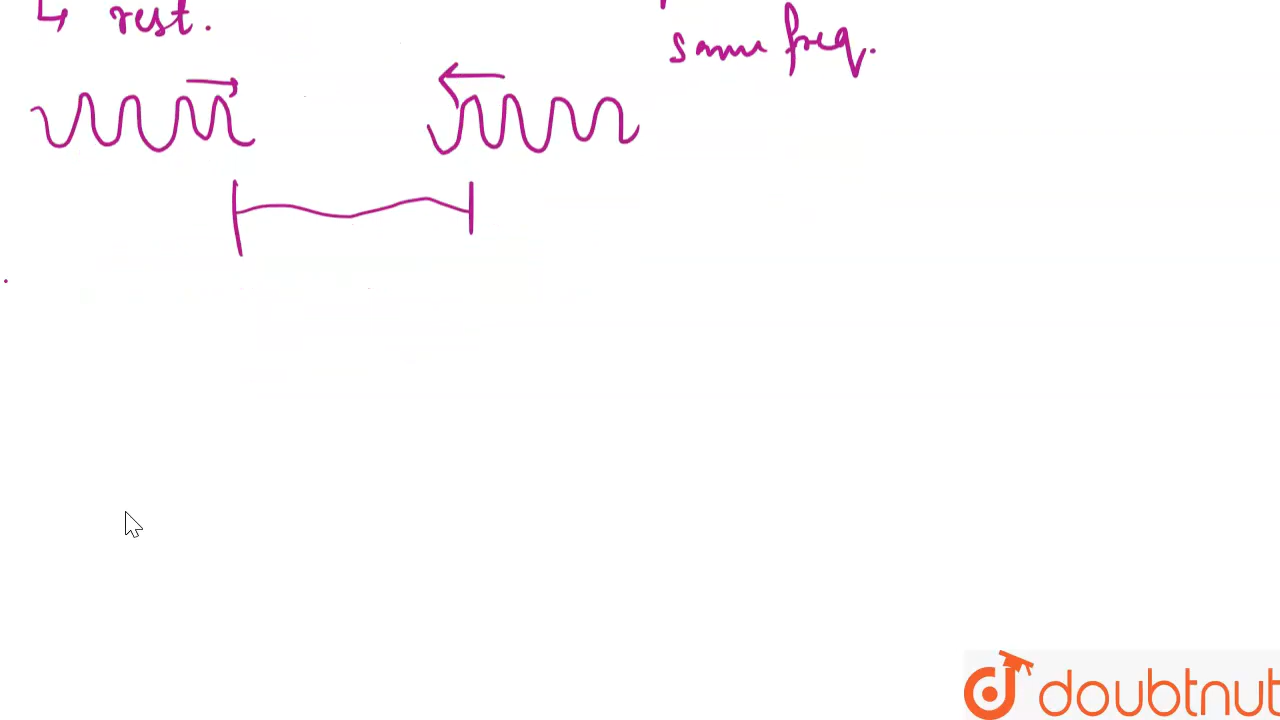 ↳ rest.
same freq.
doubtnut